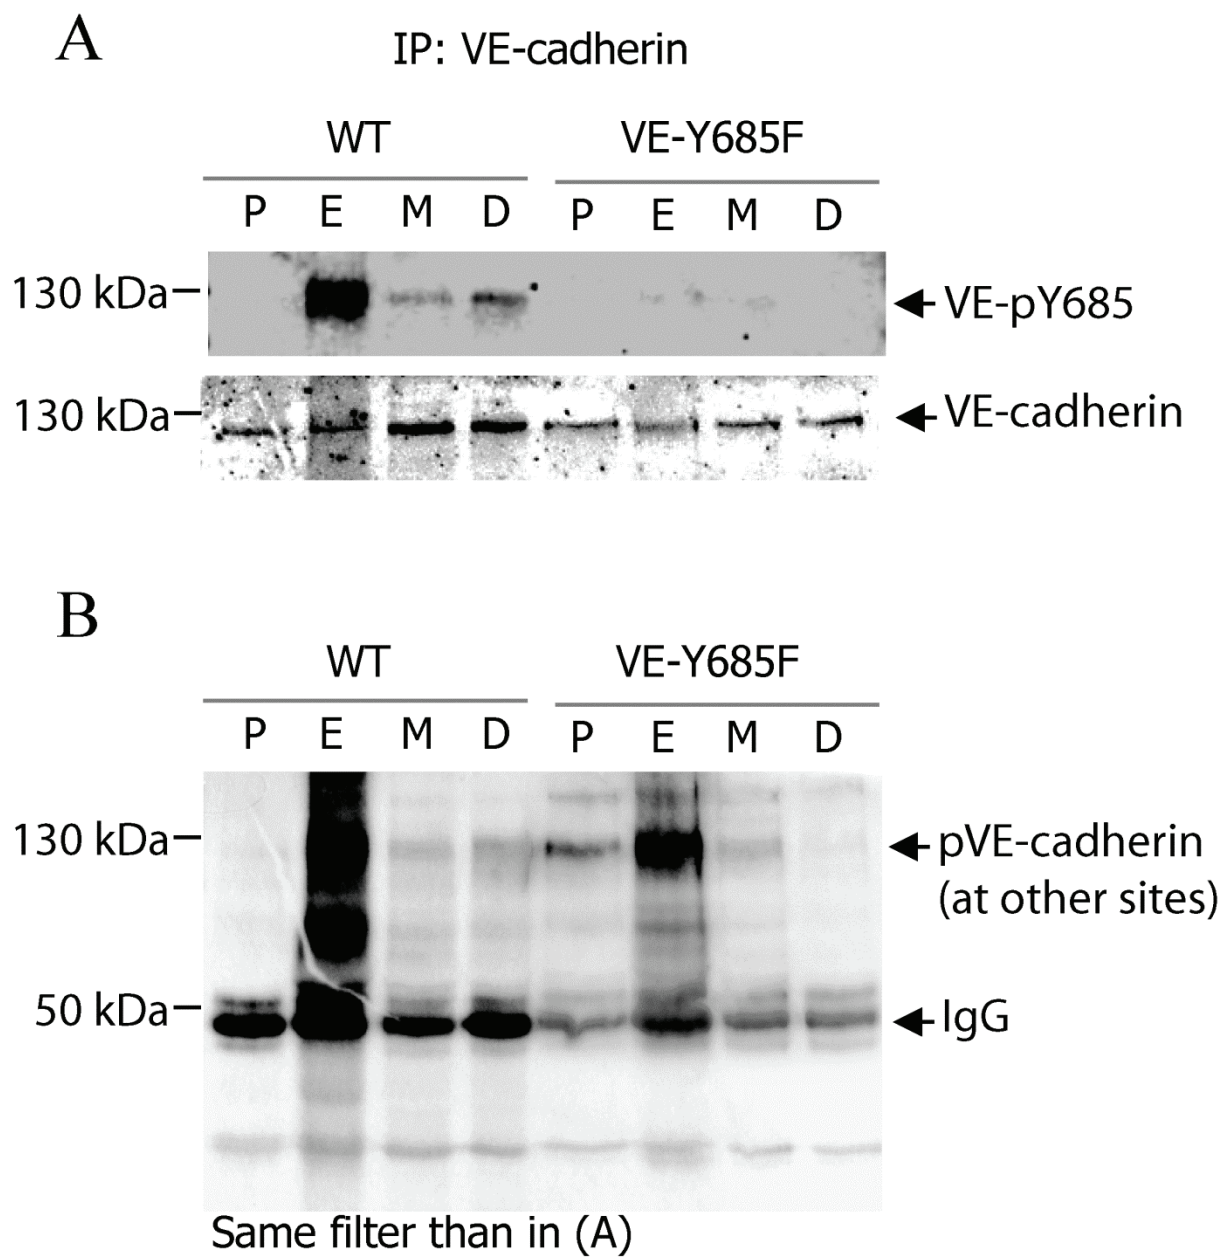 A
IP: VE-cadherin
WT VE-Y685F
P E M D P E M D
130 kDa VE-pY685
130 kDa VE-cadherin
B
WT VE-Y685F
P E M D P E M D
130 kDa pVE-cadherin
(at other sites)
50 kDa IgG
Same filter than in (A)